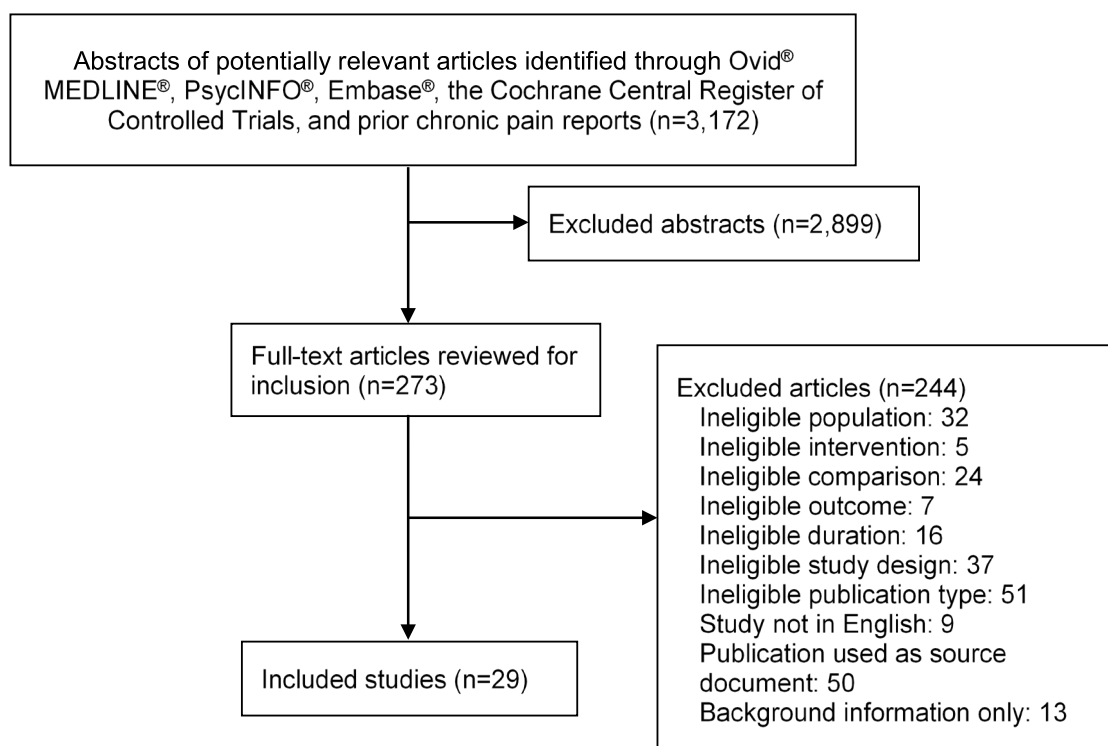 Abstracts of potentially relevant articles identified through Ovid®
MEDLINE®, PsycINFO®, Embase®, the Cochrane Central Register of
Controlled Trials, and prior chronic pain reports (n=3,172)
Excluded abstracts (n=2,899)
Full-text articles reviewed for
inclusion (n=273)
Excluded articles (n=244)
Ineligible population: 32
Ineligible intervention: 5
Ineligible comparison: 24
Ineligible outcome: 7
Ineligible duration: 16
Ineligible study design: 37
Ineligible publication type: 51
Study not in English: 9
Publication used as source
document: 50
Background information only: 13
Included studies (n=29)